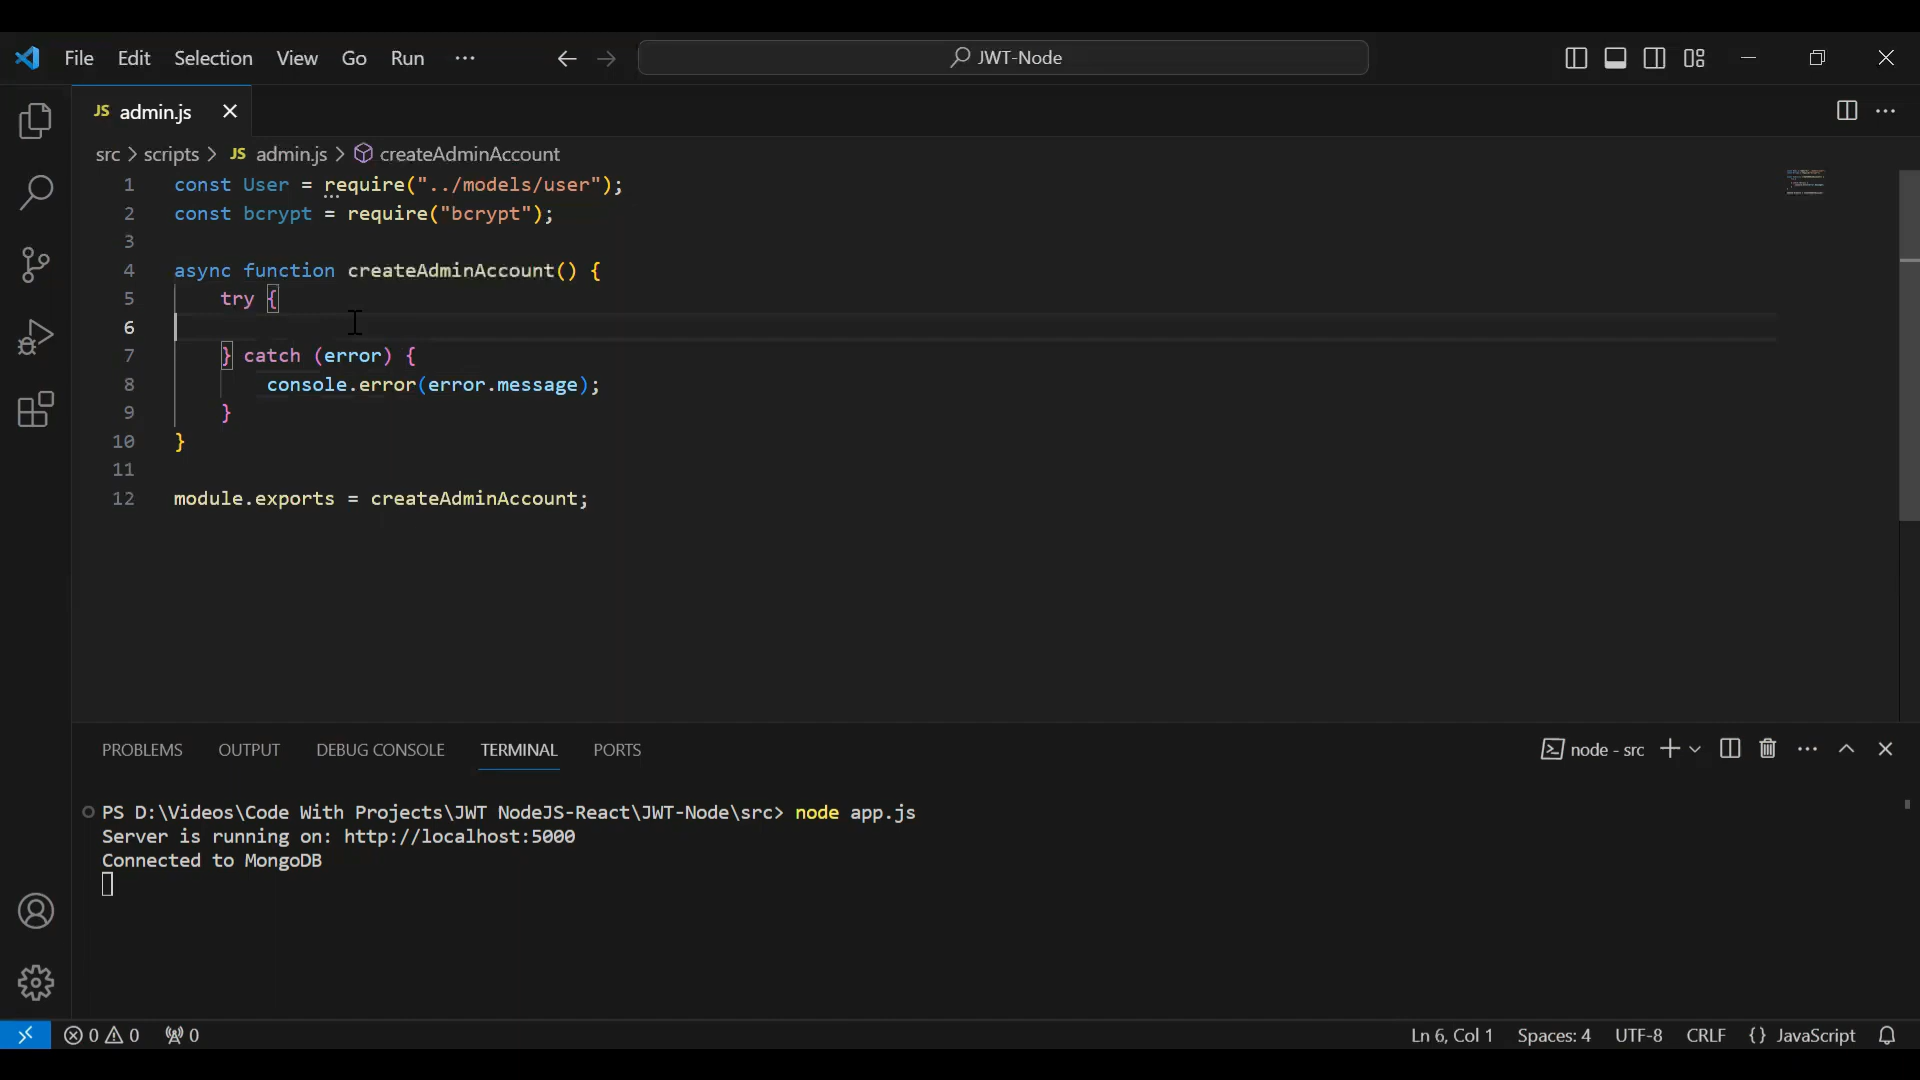 File Edit Selection View Go Run ··· JWT-Node
JS admin.js
src > scripts > JS admin.js > createAdminAccount
1 const User = require("../models/user");
2 const bcrypt = require("bcrypt");
3
4 async function createAdminAccount() {
5 try {
6
7 } catch (error) {
8 console.error(error.message);
9 }
10 }
11
12 module.exports = createAdminAccount;
PROBLEMS OUTPUT DEBUG CONSOLE TERMINAL PORTS node - src
PS D:\Videos\Code With Projects\JWT NodeJS-React\JWT-Node\src> node app.js
Server is running on: http://localhost:5000
Connected to MongoDB
0 0 0 Ln 6, Col 1 Spaces: 4 UTF-8 CRLF {} JavaScript